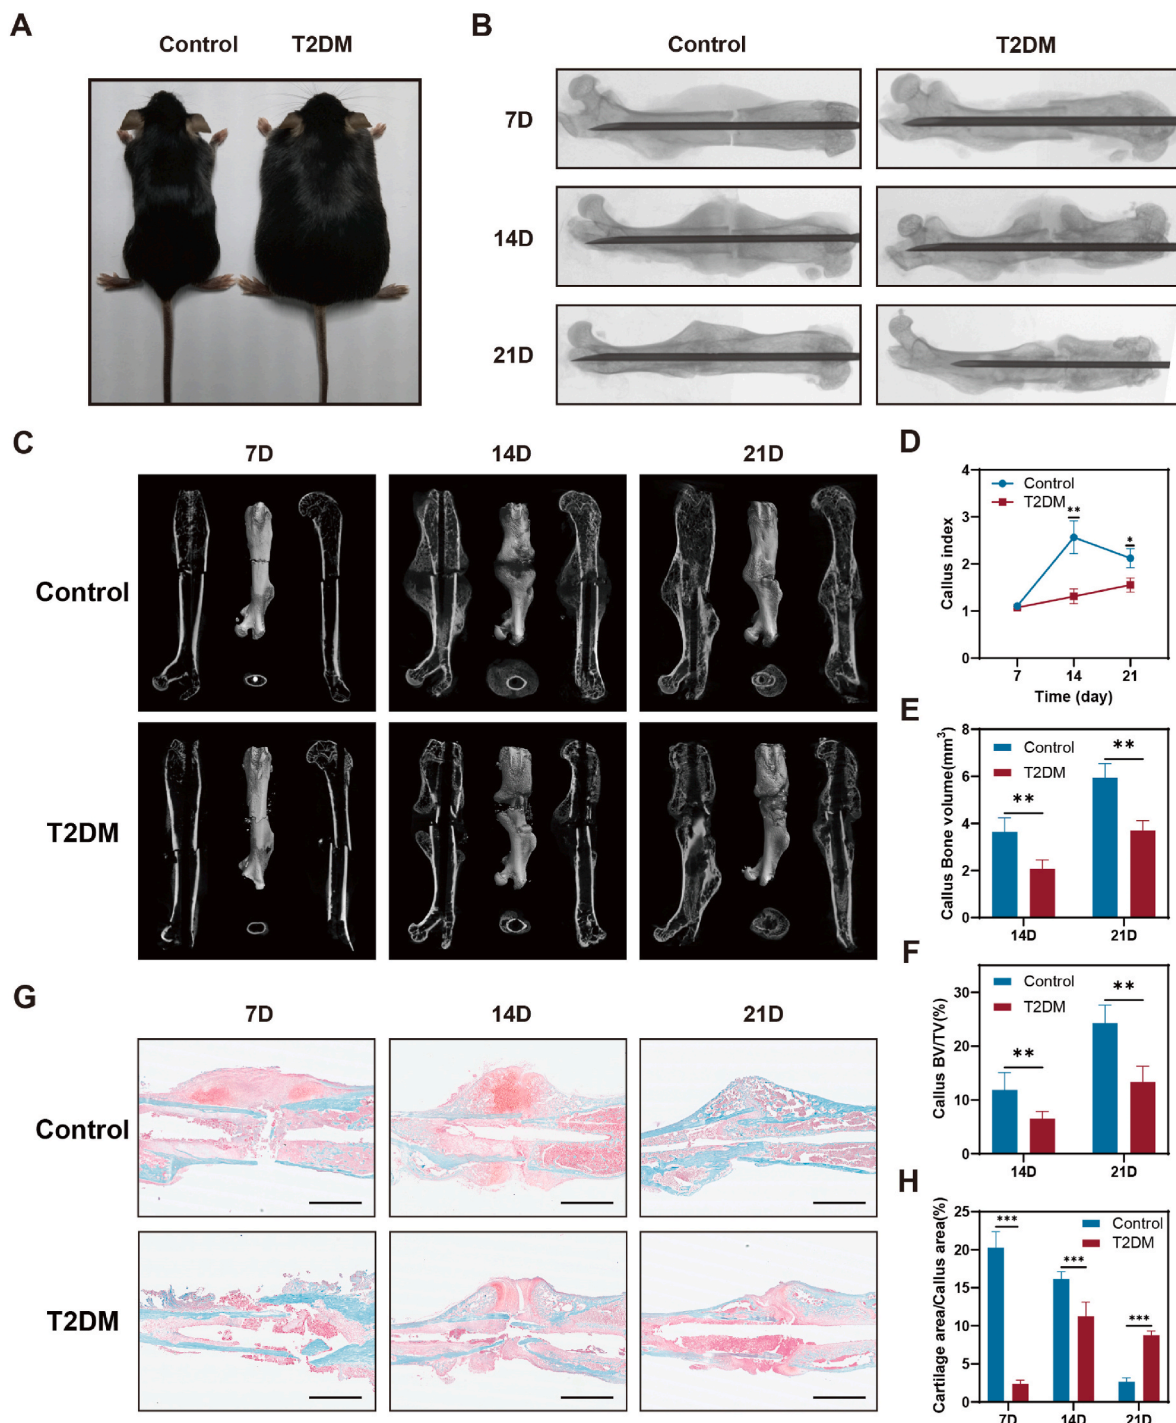 A
Control T2DM
B
Control T2DM
7D
14D
21D
C
7D 14D 21D
Control
T2DM
D
Callus index
4
3
2
1
0
Control
T2DM
**
*
7 14 21
Time (day)
E
Callus Bone volume(mm³)
8
6
4
2
0
Control
T2DM
**
**
14D 21D
F
Callus BV/TV(%)
30
20
10
0
Control
T2DM
**
**
14D 21D
G
7D 14D 21D
Control
T2DM
H
Cartilage area/Callus area(%)
25
20
15
10
5
0
Control
T2DM
***
***
***
7D 14D 21D